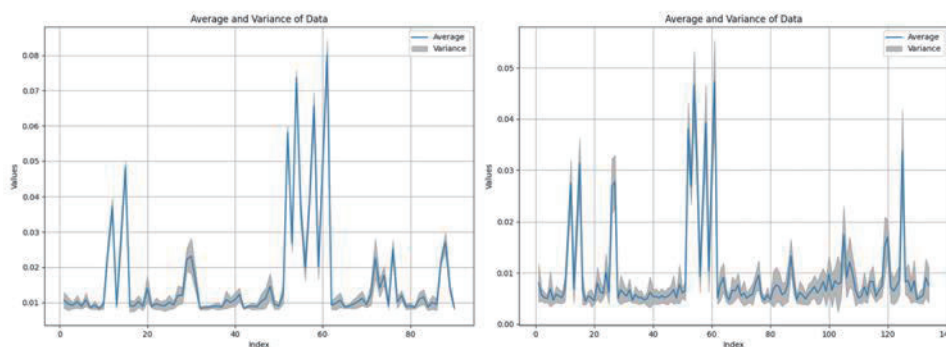 Average and Variance of Data
Average
Variance
Values
0.08
0.07
0.06
0.05
0.04
0.03
0.02
0.01
0
20
40
60
80
Index
Average and Variance of Data
Average
Variance
Values
0.05
0.04
0.03
0.02
0.01
0.00
0
20
40
60
80
100
120
Index